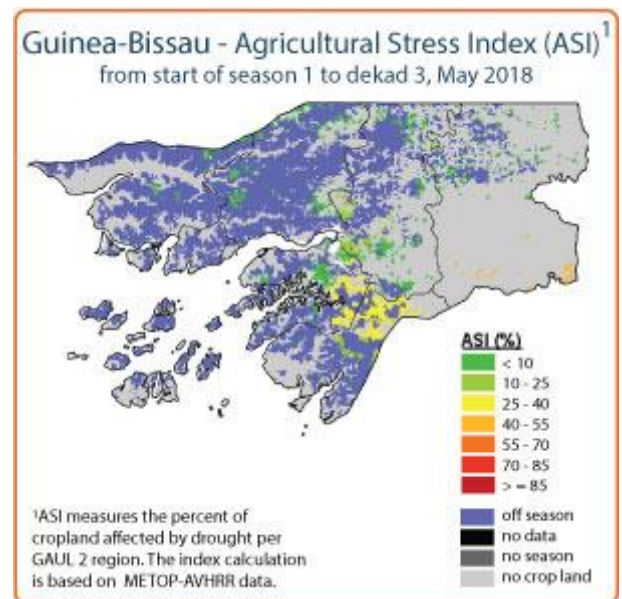 Guinea-Bissau - Agricultural Stress Index (ASI)¹
from start of season 1 to dekad 3, May 2018
ASI (%)
< 10
10 - 25
25 - 40
40 - 55
55 - 70
70 - 85
> = 85
off season
no data
no season
no crop land
¹ASI measures the percent of
cropland affected by drought per
GAUL 2 region. The index calculation
is based on METOP-AVHRR data.